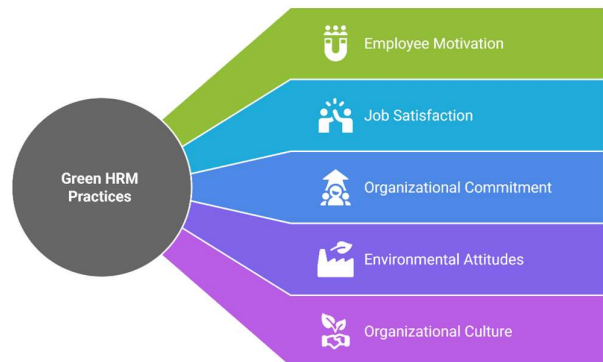 Green HRM
Practices
Employee Motivation
Job Satisfaction
Organizational Commitment
Environmental Attitudes
Organizational Culture